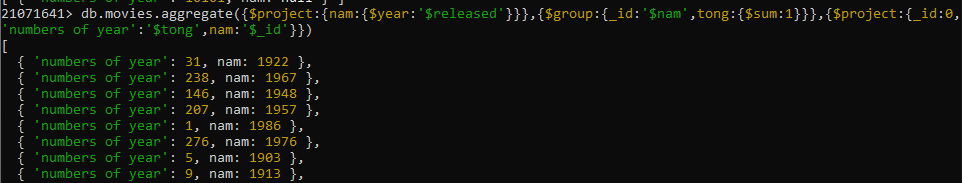 21071641> db.movies.aggregate({$project:{nam:{$year:'$released'}}},{$group:{_id:'$nam',tong:{$sum:1}}},{$project:{_id:0,
'numbers of year':'$tong',nam:'$_id'}})
[
  { 'numbers of year': 31, nam: 1922 },
  { 'numbers of year': 238, nam: 1967 },
  { 'numbers of year': 146, nam: 1948 },
  { 'numbers of year': 207, nam: 1957 },
  { 'numbers of year': 1, nam: 1986 },
  { 'numbers of year': 276, nam: 1976 },
  { 'numbers of year': 5, nam: 1903 },
  { 'numbers of year': 9, nam: 1913 },